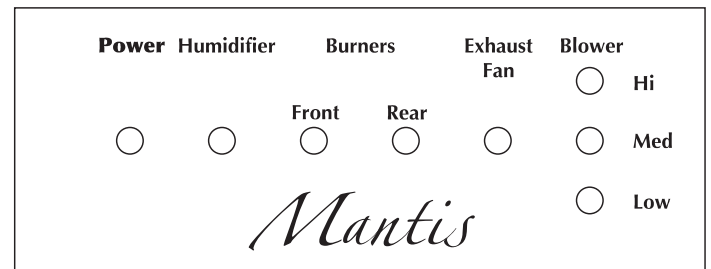 Power Humidifier Burners Exhaust Fan Blower
Hi
Front Rear
Med
Low
Mantis